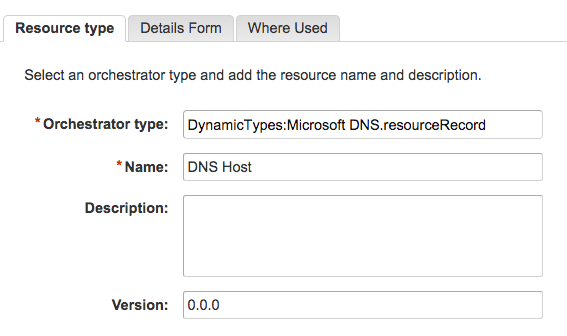 Resource type Details Form Where Used
Select an orchestrator type and add the resource name and description.
* Orchestrator type: DynamicTypes:Microsoft DNS.resourceRecord
* Name: DNS Host
Description:
Version: 0.0.0